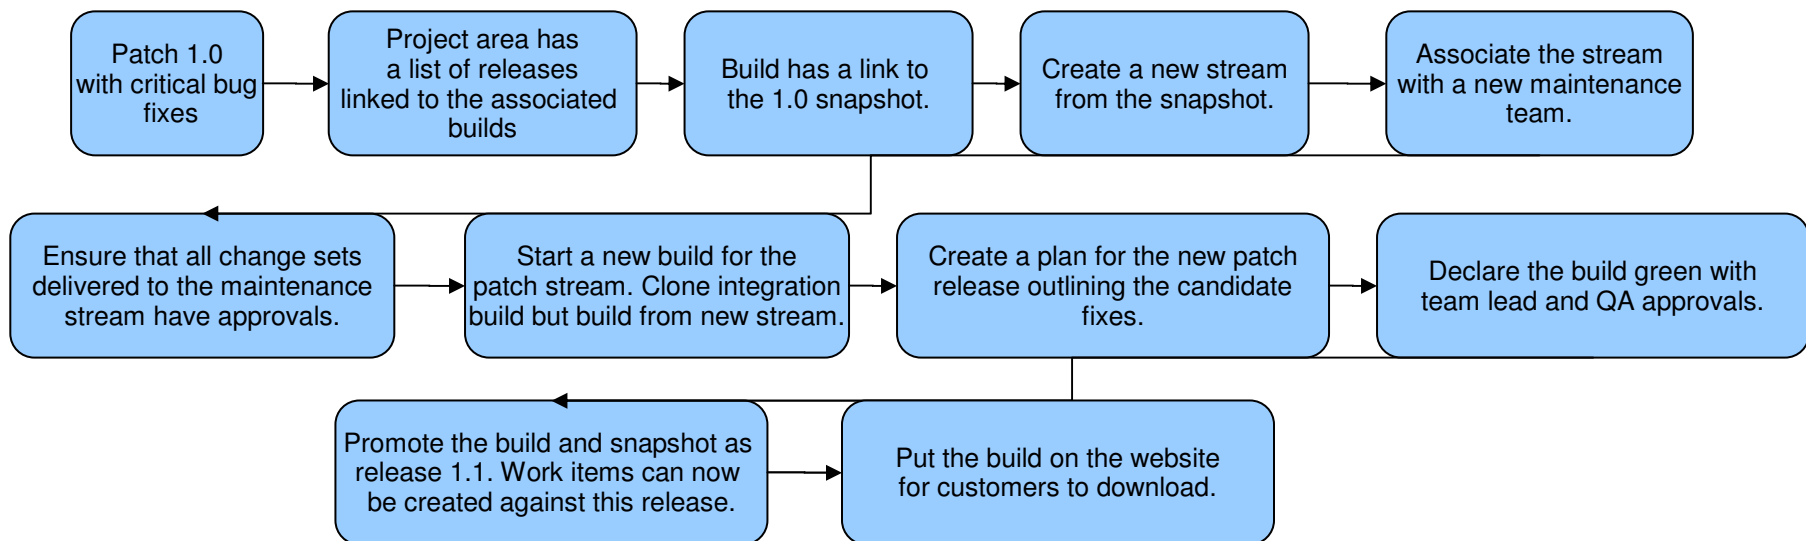 Patch 1.0
with critical bug
fixes
Project area has
a list of releases
linked to the associated
builds
Build has a link to
the 1.0 snapshot.
Create a new stream
from the snapshot.
Associate the stream
with a new maintenance
team.
Ensure that all change sets
delivered to the maintenance
stream have approvals.
Start a new build for the
patch stream. Clone integration
build but build from new stream.
Create a plan for the new patch
release outlining the candidate
fixes.
Declare the build green with
team lead and QA approvals.
Promote the build and snapshot as
release 1.1. Work items can now
be created against this release.
Put the build on the website
for customers to download.